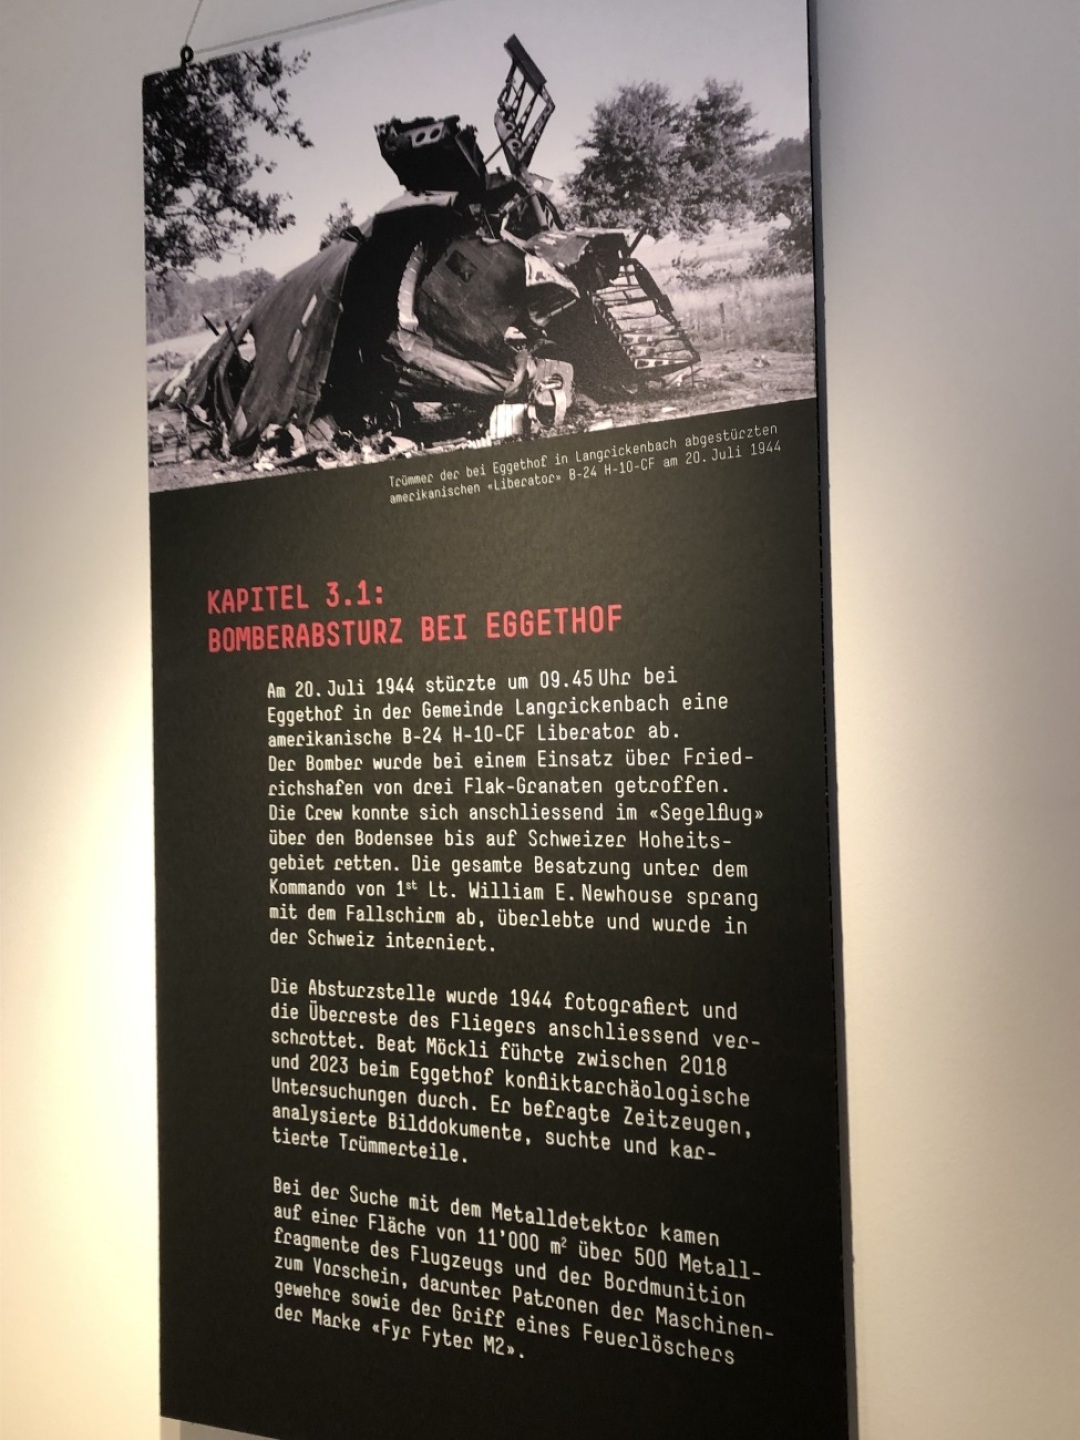 Trümmer der bei Eggethof in Langrickenbach abgestürzten
amerikanischen «Liberator» B-24 H-10-CF am 20. Juli 1944
KAPITEL 3.1:
BOMBERABSTURZ BEI EGGETHOF
Am 20. Juli 1944 stürzte um 09.45 Uhr bei
Eggethof in der Gemeinde Langrickenbach eine
amerikanische B-24 H-10-CF Liberator ab.
Der Bomber wurde bei einem Einsatz über Fried-
richshafen von drei Flak-Granaten getroffen.
Die Crew konnte sich anschliessend im «Segelflug»
über den Bodensee bis auf Schweizer Hoheits-
gebiet retten. Die gesamte Besatzung unter dem
Kommando von 1st Lt. William E. Newhouse sprang
mit dem Fallschirm ab, überlebte und wurde in
der Schweiz interniert.
Die Absturzstelle wurde 1944 fotografiert und
die Überreste des Fliegers anschliessend ver-
schrottet. Beat Möckli führte zwischen 2018
und 2023 beim Eggethof konfliktarchäologische
Untersuchungen durch. Er befragte Zeitzeugen,
analysierte Bilddokumente, suchte und kar-
tierte Trümmerteile.
Bei der Suche mit dem Metalldetektor kamen
auf einer Fläche von 11'000 m² über 500 Metall-
fragmente des Flugzeugs und der Bordmunition
zum Vorschein, darunter Patronen der Maschinen-
gewehre sowie der Griff eines Feuerlöschers
der Marke «Fyr Fyter M2».